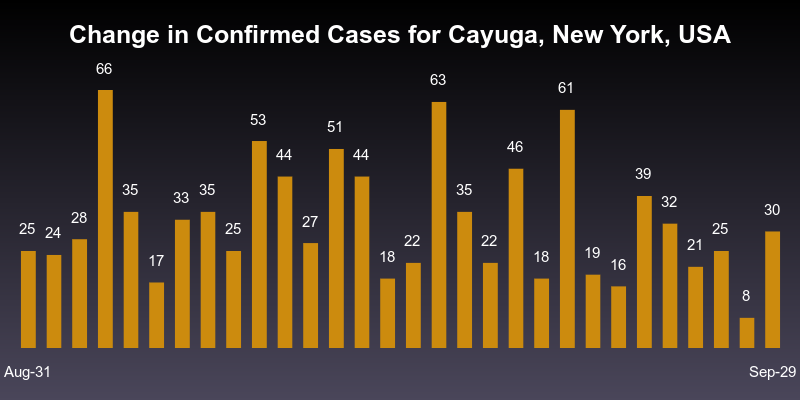 Change in Confirmed Cases for Cayuga, New York, USA
25 24 28 66 35 17 33 35 25 53 44 27 51 44 18 22 63 35 22 46 18 61 19 16 39 32 21 25 8 30
Aug-31 Sep-29